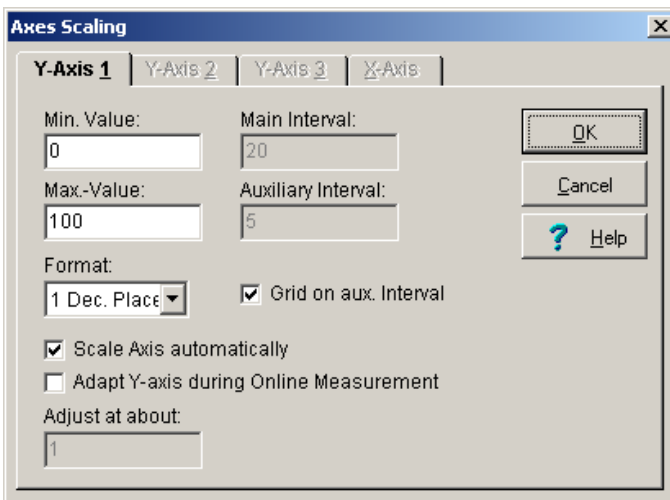 Axes Scaling
Y-Axis 1 Y-Axis 2 Y-Axis 3 X-Axis
Min. Value: Main Interval:
0 20 OK
Max.-Value: Auxiliary Interval: Cancel
100 5 ? Help
Format:
1 Dec. Place Grid on aux. Interval
Scale Axis automatically
Adapt Y-axis during Online Measurement
Adjust at about:
1